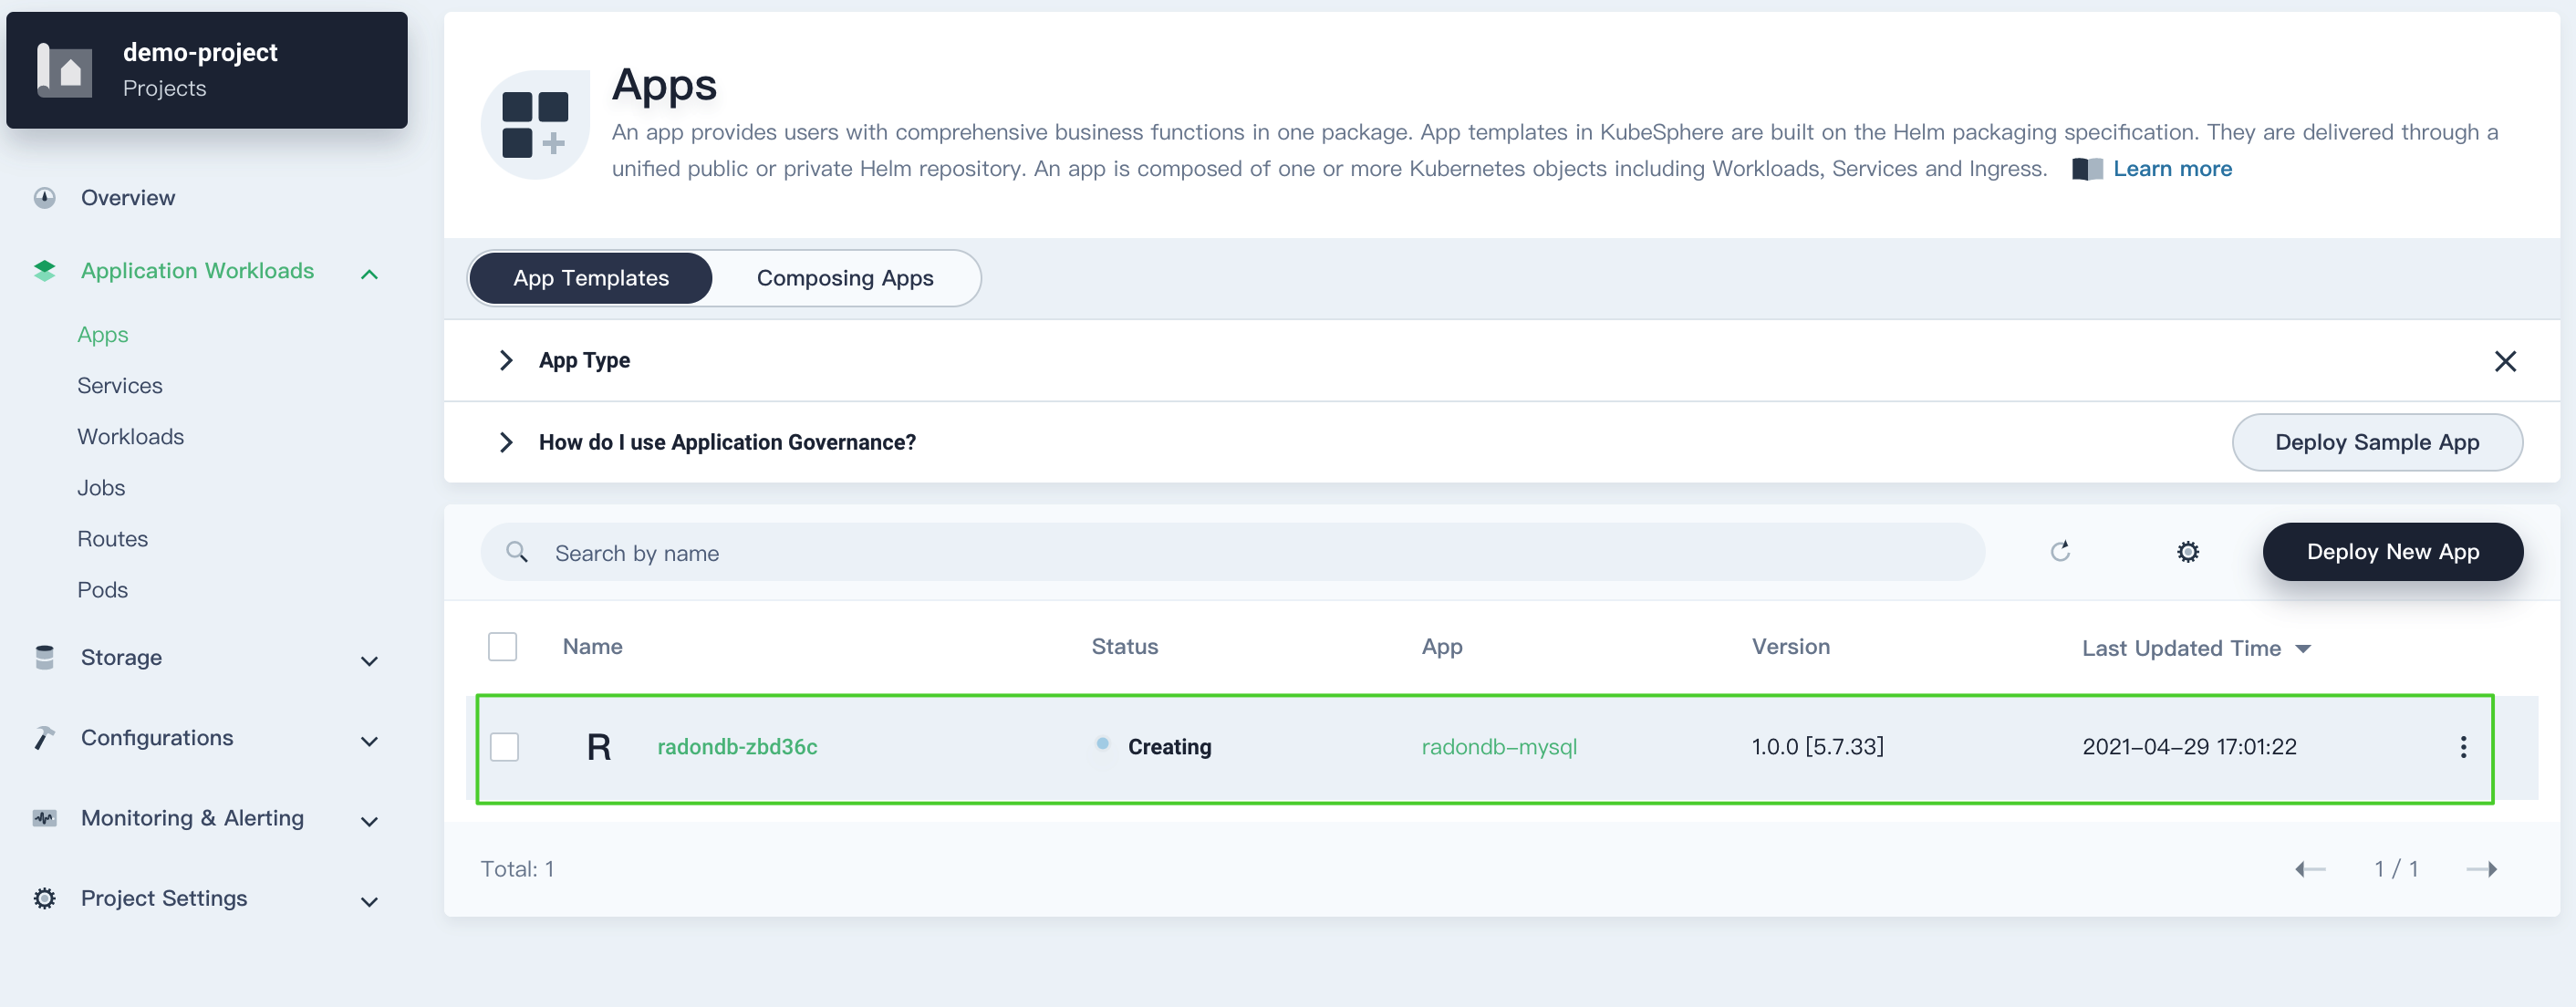 demo-project
Projects
Overview
Application Workloads
Apps
Services
Workloads
Jobs
Routes
Pods
Storage
Configurations
Monitoring & Alerting
Project Settings
Apps
An app provides users with comprehensive business functions in one package. App templates in KubeSphere are built on the Helm packaging specification. They are delivered through a
unified public or private Helm repository. An app is composed of one or more Kubernetes objects including Workloads, Services and Ingress. Learn more
App Templates Composing Apps
App Type
How do I use Application Governance? Deploy Sample App
Search by name Deploy New App
Name Status App Version Last Updated Time
R radondb-zbd36c Creating radondb-mysql 1.0.0 [5.7.33] 2021-04-29 17:01:22
Total: 1 1 / 1